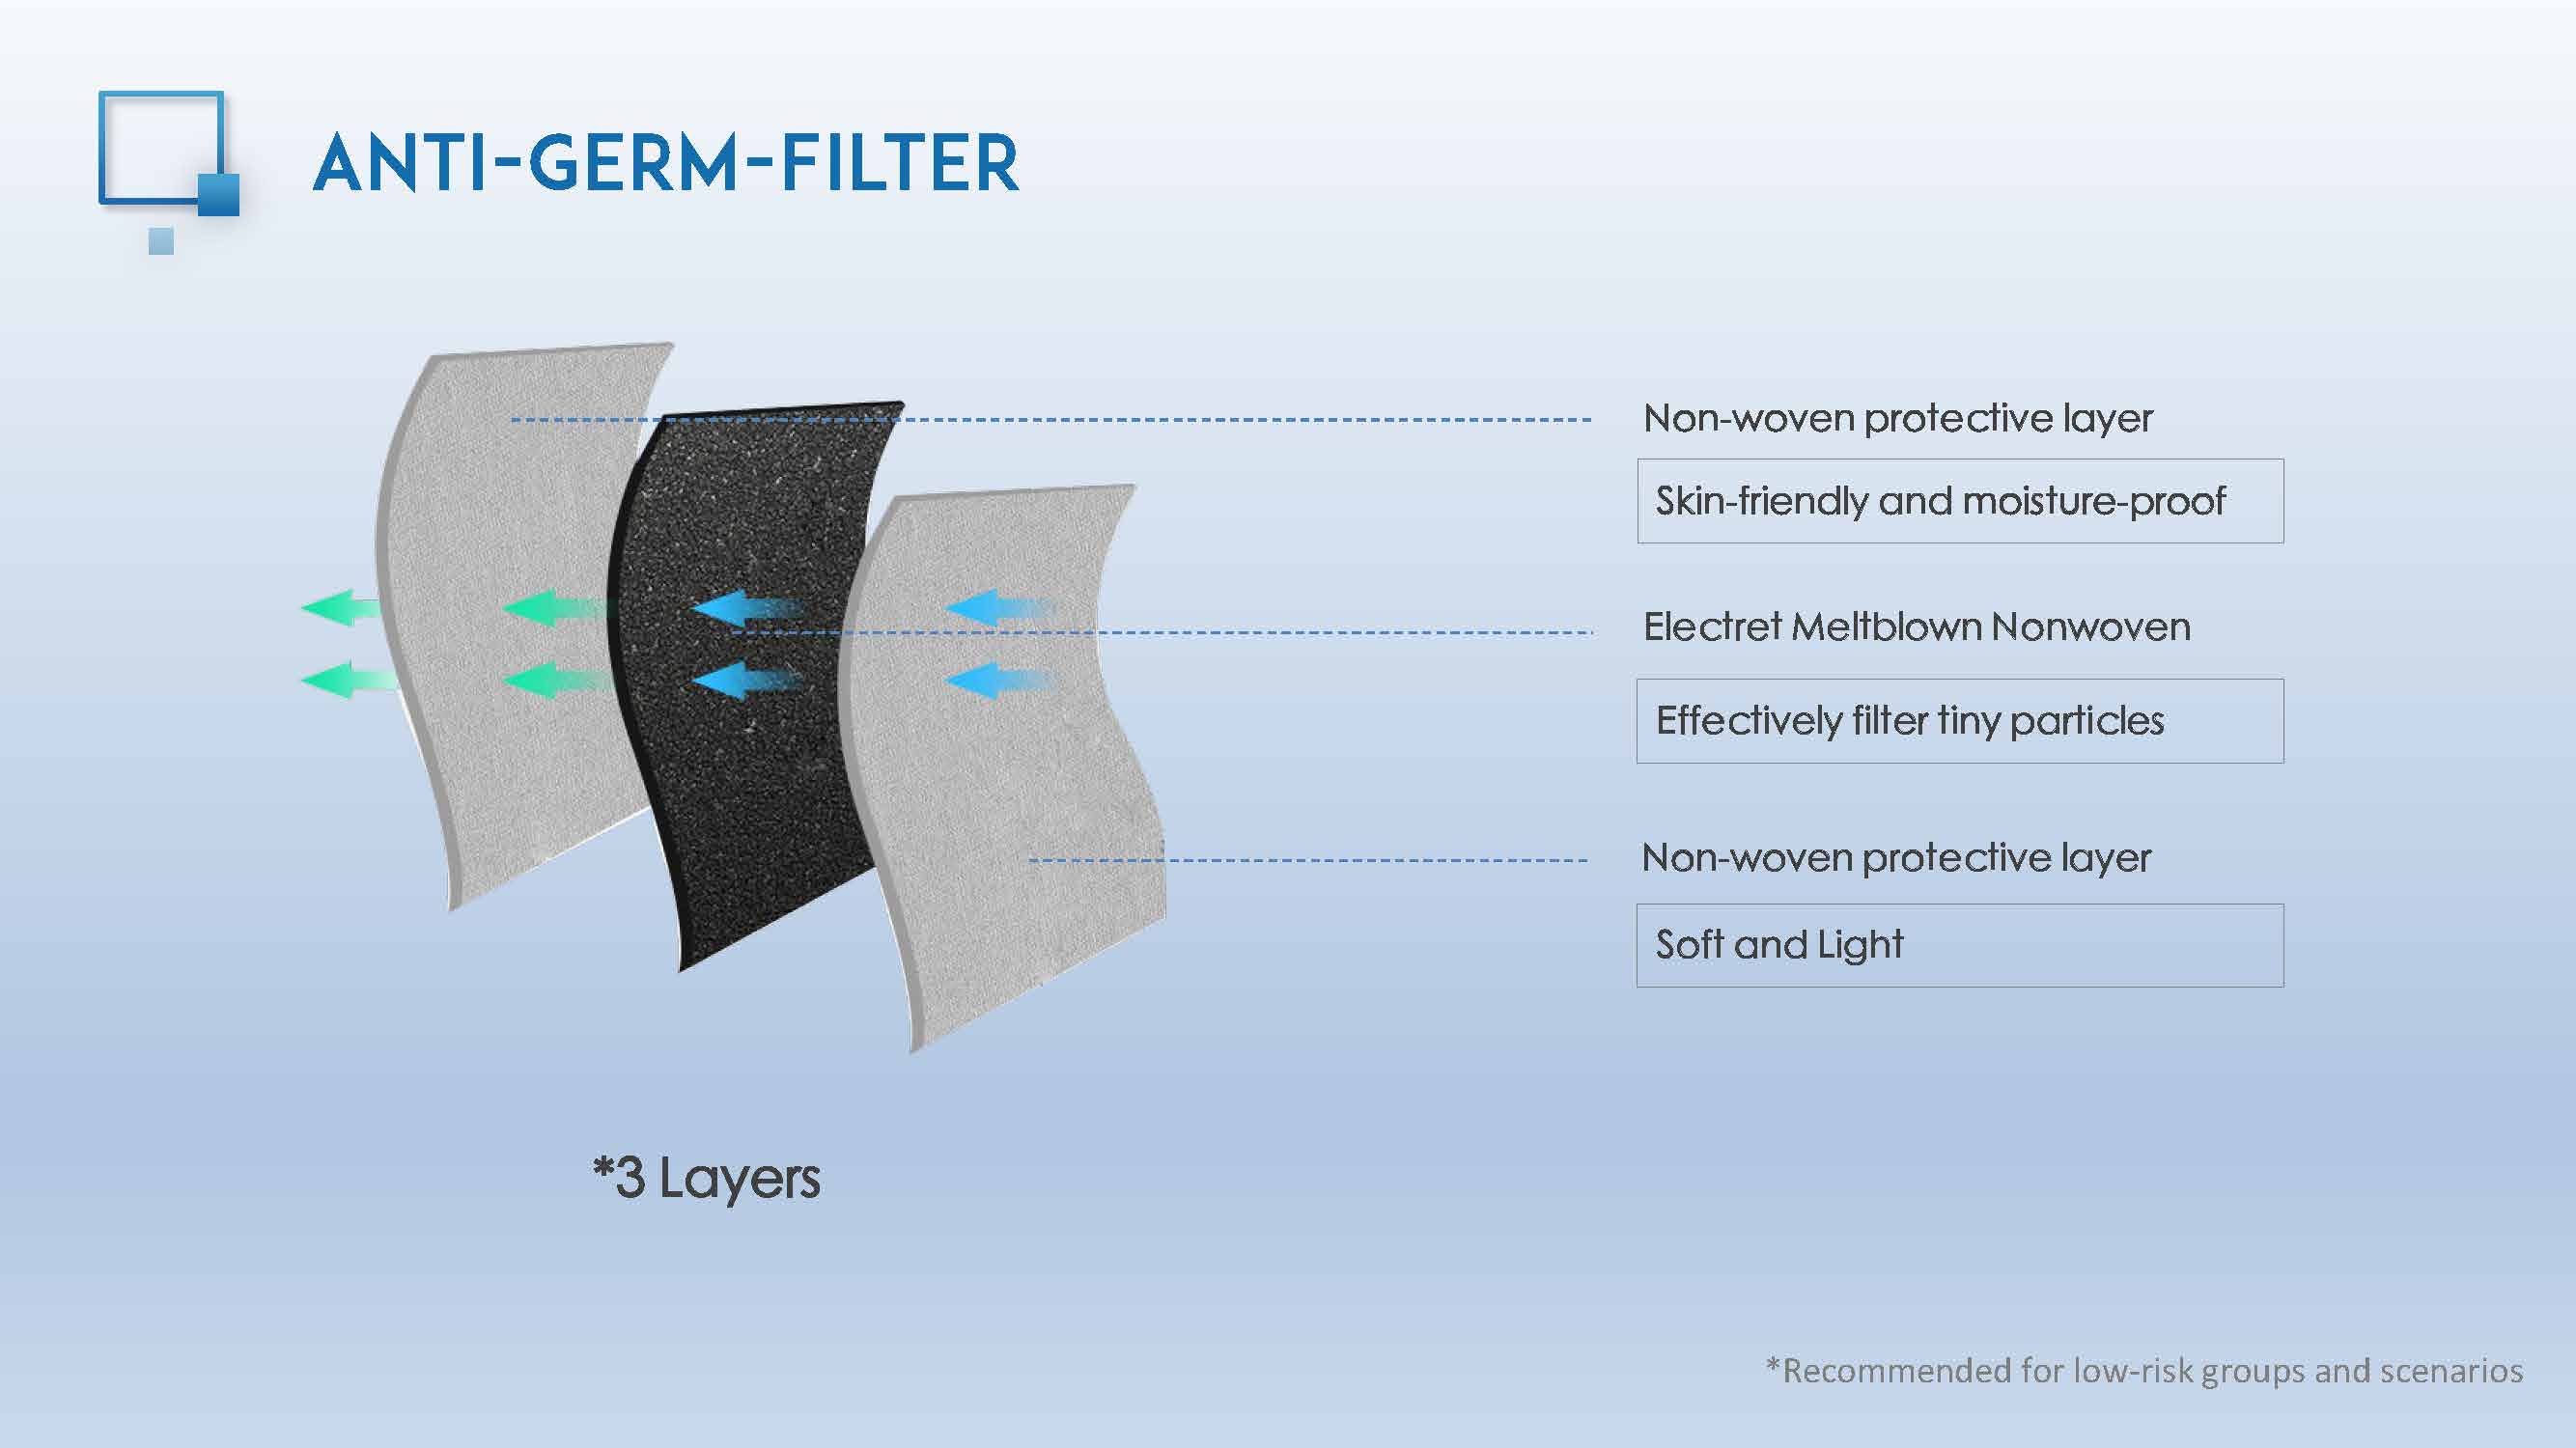 ANTI-GERM-FILTER
Non-woven protective layer
Skin-friendly and moisture-proof
Electret Meltblown Nonwoven
Effectively filter tiny particles
Non-woven protective layer
Soft and Light
*3 Layers
*Recommended for low-risk groups and scenarios